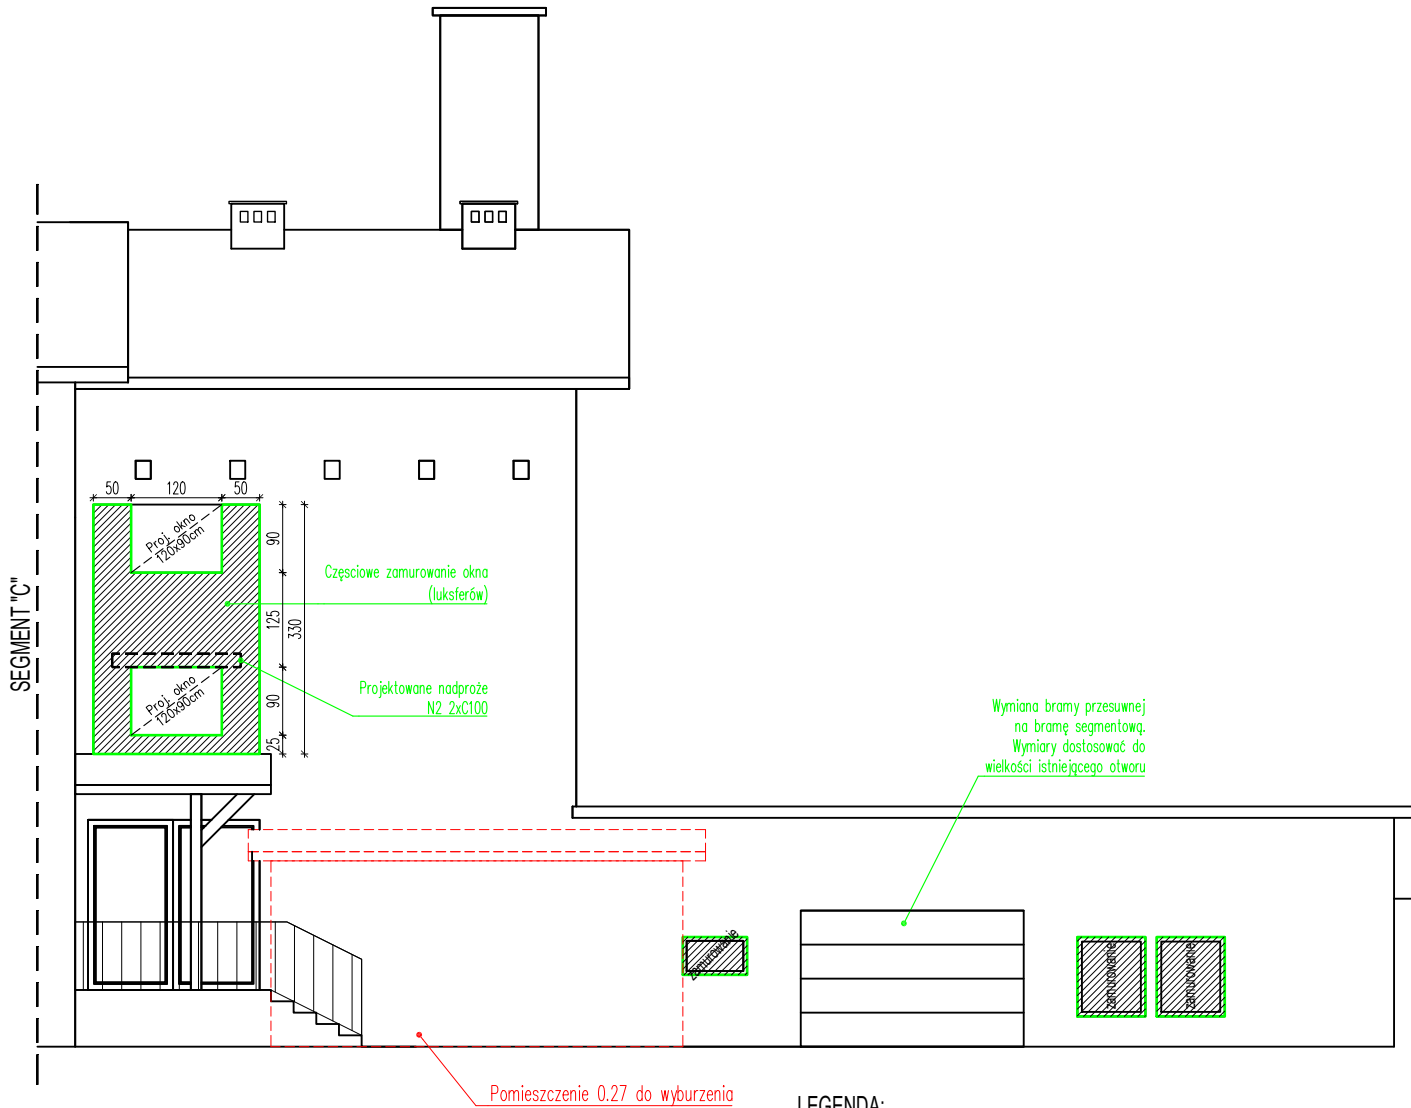 50
120
50
Proj. okno
120x90cm
90
Częsciowe zamurowanie okna
(luksferów)
125
330
SEGMENT "C"
Proj. okno
120x90cm
90
Projektowane nadproże
N2 2xC100
25
Wymiana bramy przesuwnej
na bramę segmentową.
Wymiary dostosować do
wielkości istniejącego otworu
zamurowanie
zamurowanie
zamurowanie
Pomieszczenie 0.27 do wyburzenia
LEGENDA: